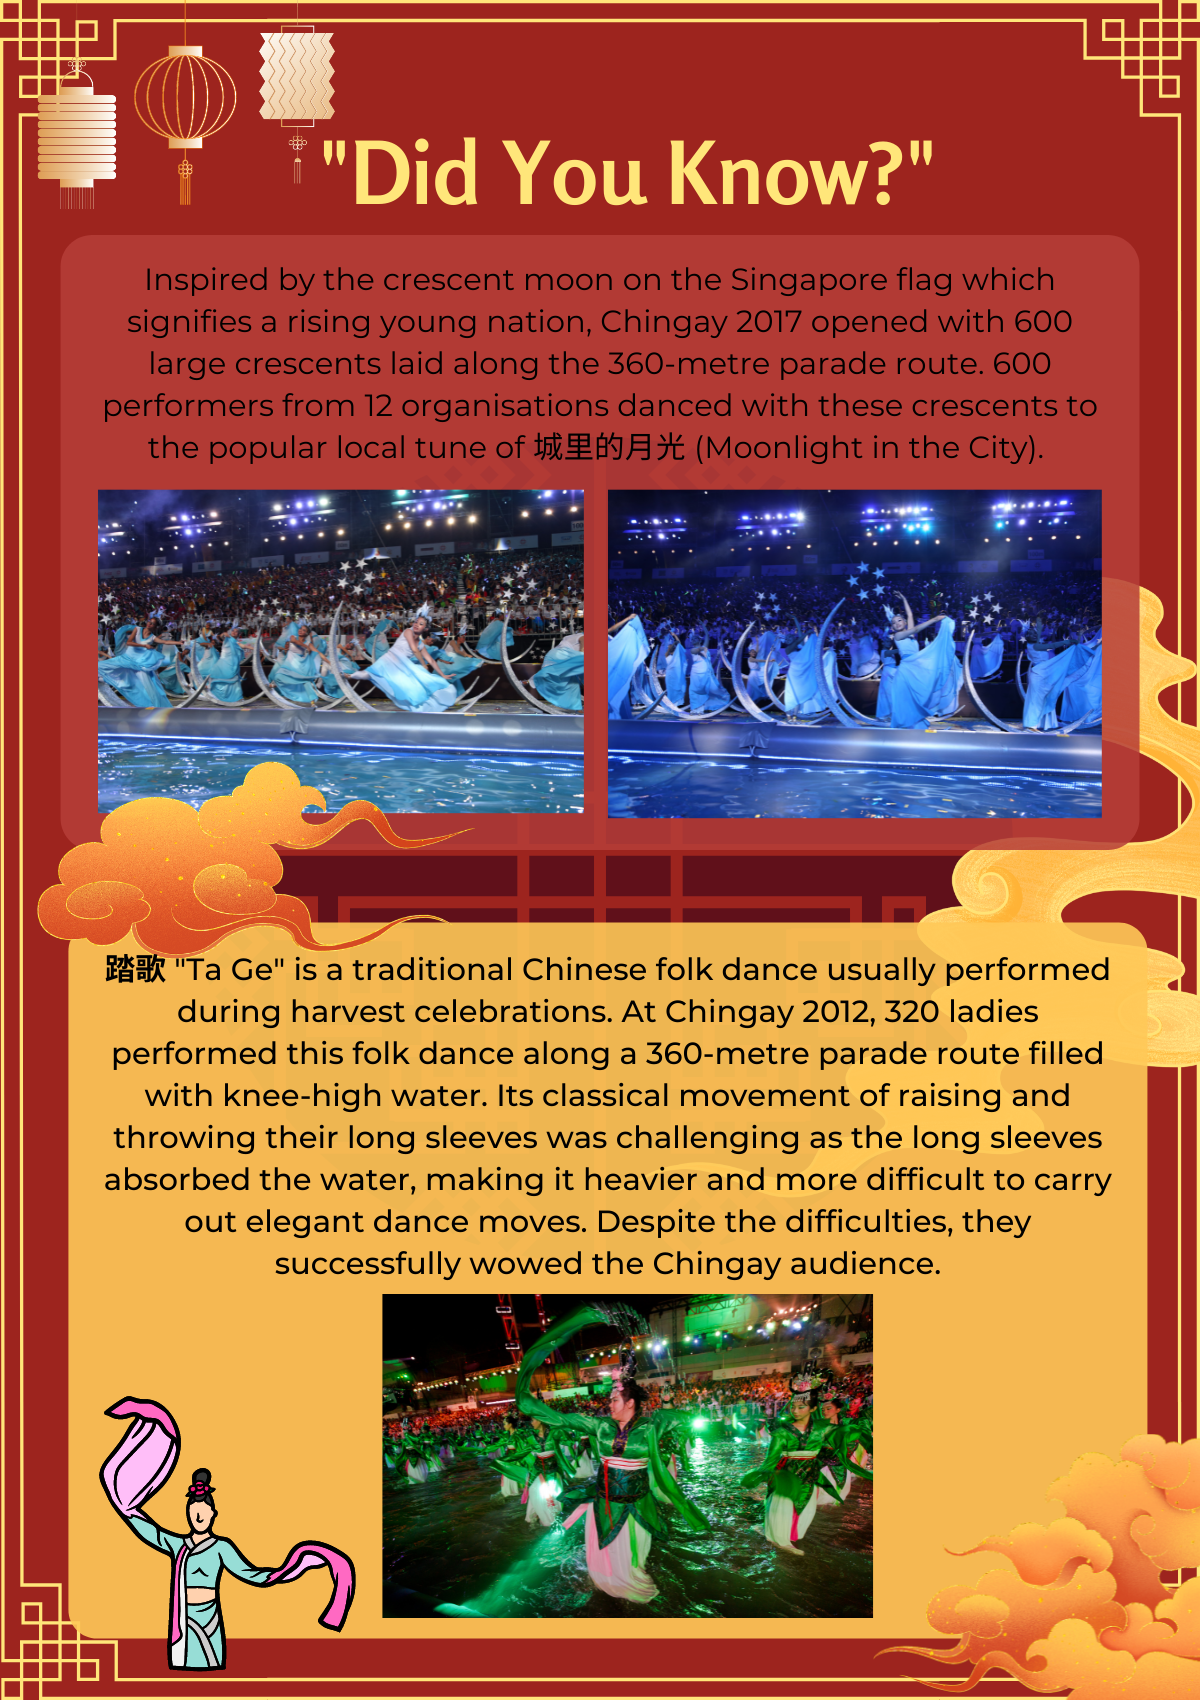 "Did You Know?"
Inspired by the crescent moon on the Singapore flag which
signifies a rising young nation, Chingay 2017 opened with 600
large crescents laid along the 360-metre parade route. 600
performers from 12 organisations danced with these crescents to
the popular local tune of 城里的月光 (Moonlight in the City).
踏歌 "Ta Ge" is a traditional Chinese folk dance usually performed
during harvest celebrations. At Chingay 2012, 320 ladies
performed this folk dance along a 360-metre parade route filled
with knee-high water. Its classical movement of raising and
throwing their long sleeves was challenging as the long sleeves
absorbed the water, making it heavier and more difficult to carry
out elegant dance moves. Despite the difficulties, they
successfully wowed the Chingay audience.